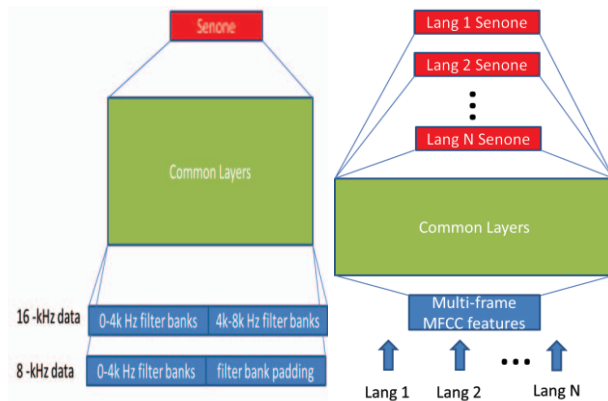 Senone
Common Layers
16 -kHz data
0-4k Hz filter banks
4k-8k Hz filter banks
8 -kHz data
0-4k Hz filter banks
filter bank padding
Lang 1 Senone
Lang 2 Senone
Lang N Senone
Common Layers
Multi-frame
MFCC features
Lang 1
Lang 2
Lang N